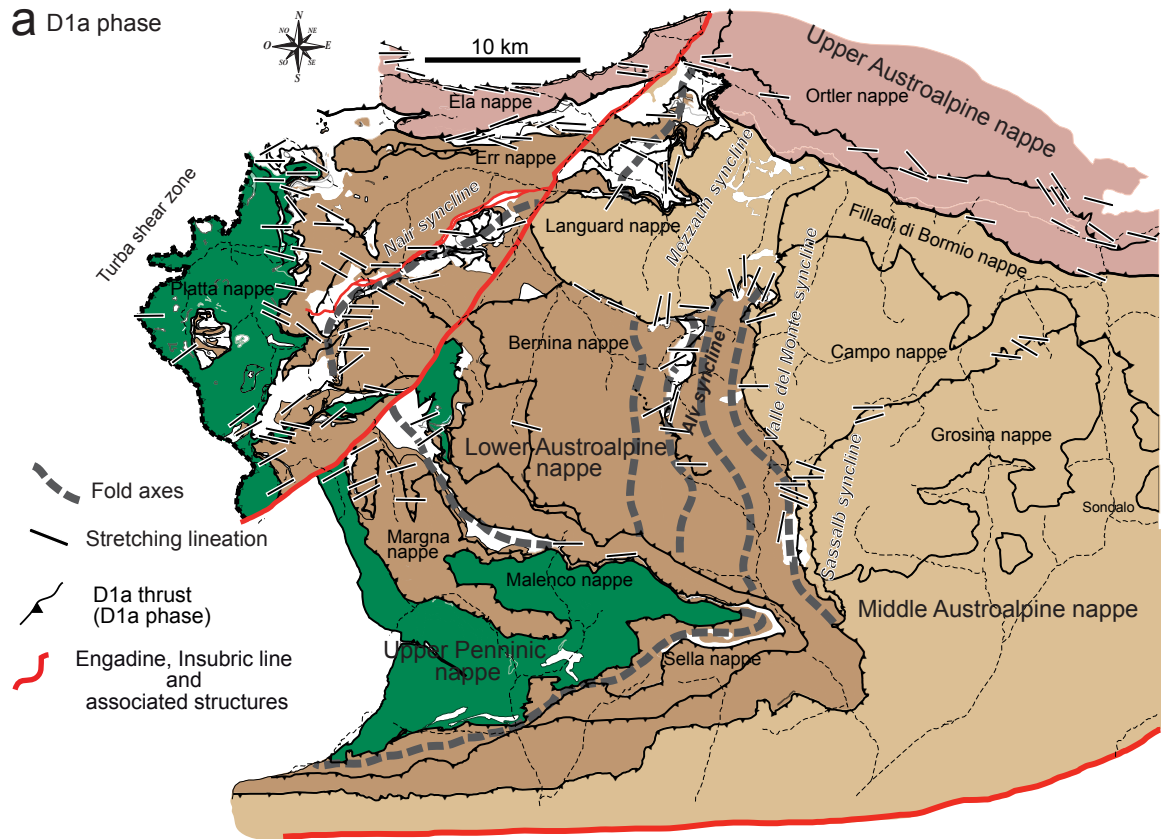 a D1a phase
N
NO
NE
O
E
SO
SE
S
10 km
Upper Austroalpine nappe
Ortler nappe
Ela nappe
Err nappe
Turba shear zone
Nair syncline
Mezzaun syncline
Languard nappe
Filladi di Bormio nappe
Platta nappe
Bernina nappe
Alv syncline
Valle del Monte syncline
Campo nappe
Lower Austroalpine
nappe
Grosina nappe
Sondalo
Sassalb syncline
Fold axes
Stretching lineation
Margna
nappe
Malenco nappe
D1a thrust
(D1a phase)
Middle Austroalpine nappe
Upper Penninic
nappe
Sella nappe
Engadine, Insubric line
and
associated structures